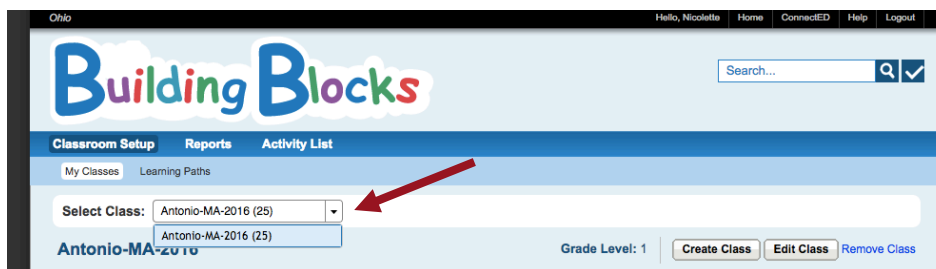 Ohio
Hello, Nicolette Home ConnectED Help Logout
Building Blocks
Search...
Classroom Setup Reports Activity List
My Classes Learning Paths
Select Class: Antonio-MA-2016 (25)
Antonio-MA-2016 (25)
Antonio-MA-2016 Grade Level: 1 Create Class Edit Class Remove Class